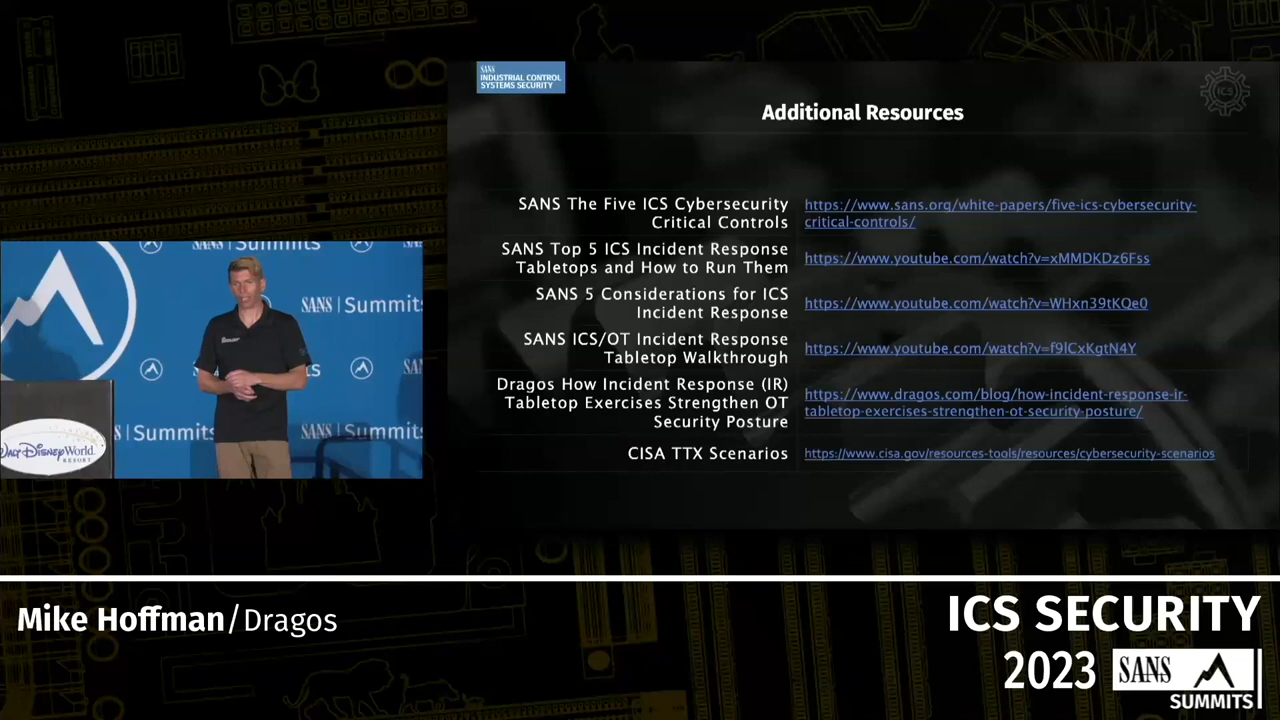 SANS
INDUSTRIAL CONTROL
SYSTEMS SECURITY
ICS
Additional Resources
SANS The Five ICS Cybersecurity
Critical Controls
https://www.sans.org/white-papers/five-ics-cybersecurity-
critical-controls/
SANS Top 5 ICS Incident Response
Tabletops and How to Run Them
https://www.youtube.com/watch?v=xMMDKDz6Fss
SANS 5 Considerations for ICS
Incident Response
https://www.youtube.com/watch?v=WHxn39tKQe0
SANS ICS/OT Incident Response
Tabletop Walkthrough
https://www.youtube.com/watch?v=f9lCxKgtN4Y
Dragos How Incident Response (IR)
Tabletop Exercises Strengthen OT
Security Posture
https://www.dragos.com/blog/how-incident-response-ir-
tabletop-exercises-strengthen-ot-security-posture/
CISA TTX Scenarios
https://www.cisa.gov/resources-tools/resources/cybersecurity-scenarios
Summits
SANS | Summits
Summits
SANS | Summits
Walt Disney World
RESORT
Mike Hoffman/Dragos
ICS SECURITY
2023
SANS
SUMMITS